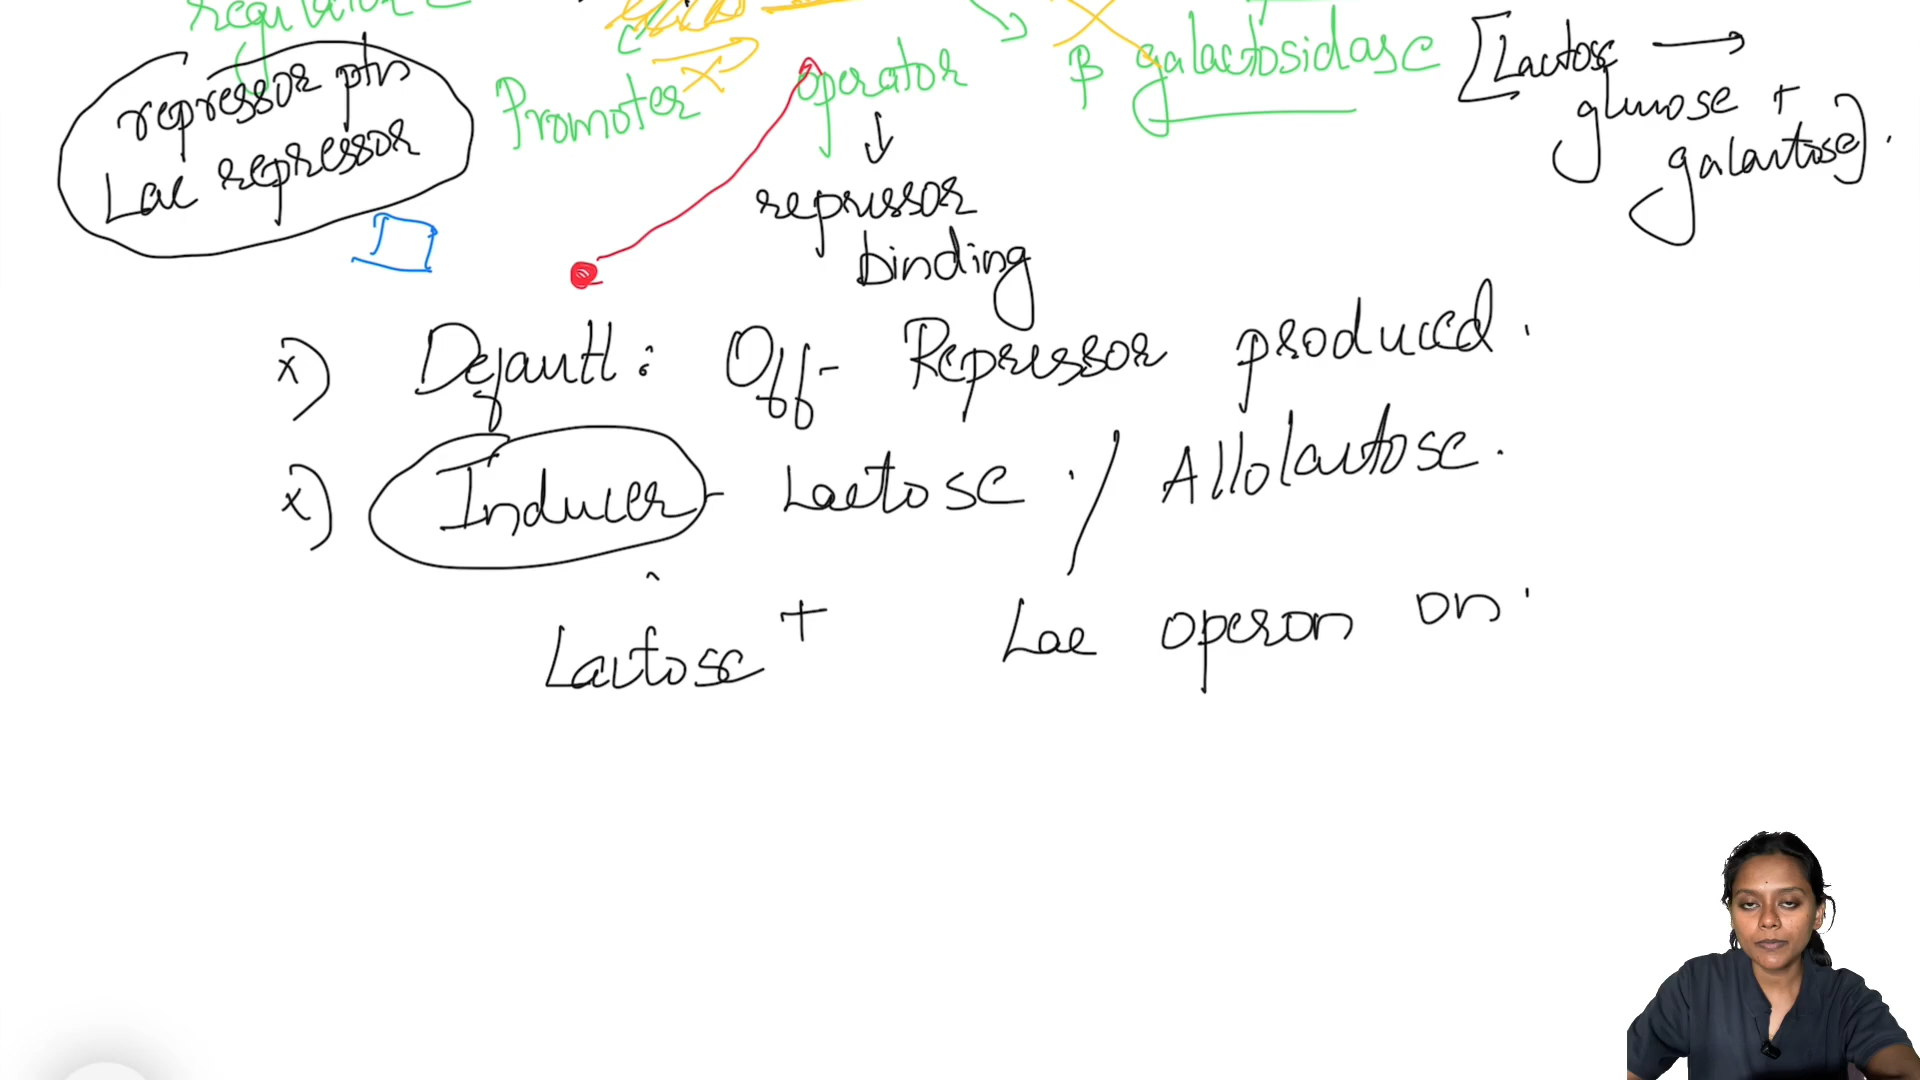 repressor ptn
Lac repressor
Promoter
operator
repressor
binding
β galactosidase
[Lactose →
glucose +
galactose].
x) Default : Off - Repressor produced.
x) Inducer - Lactose . / Allolactose.
Lactose + Lac operon on.